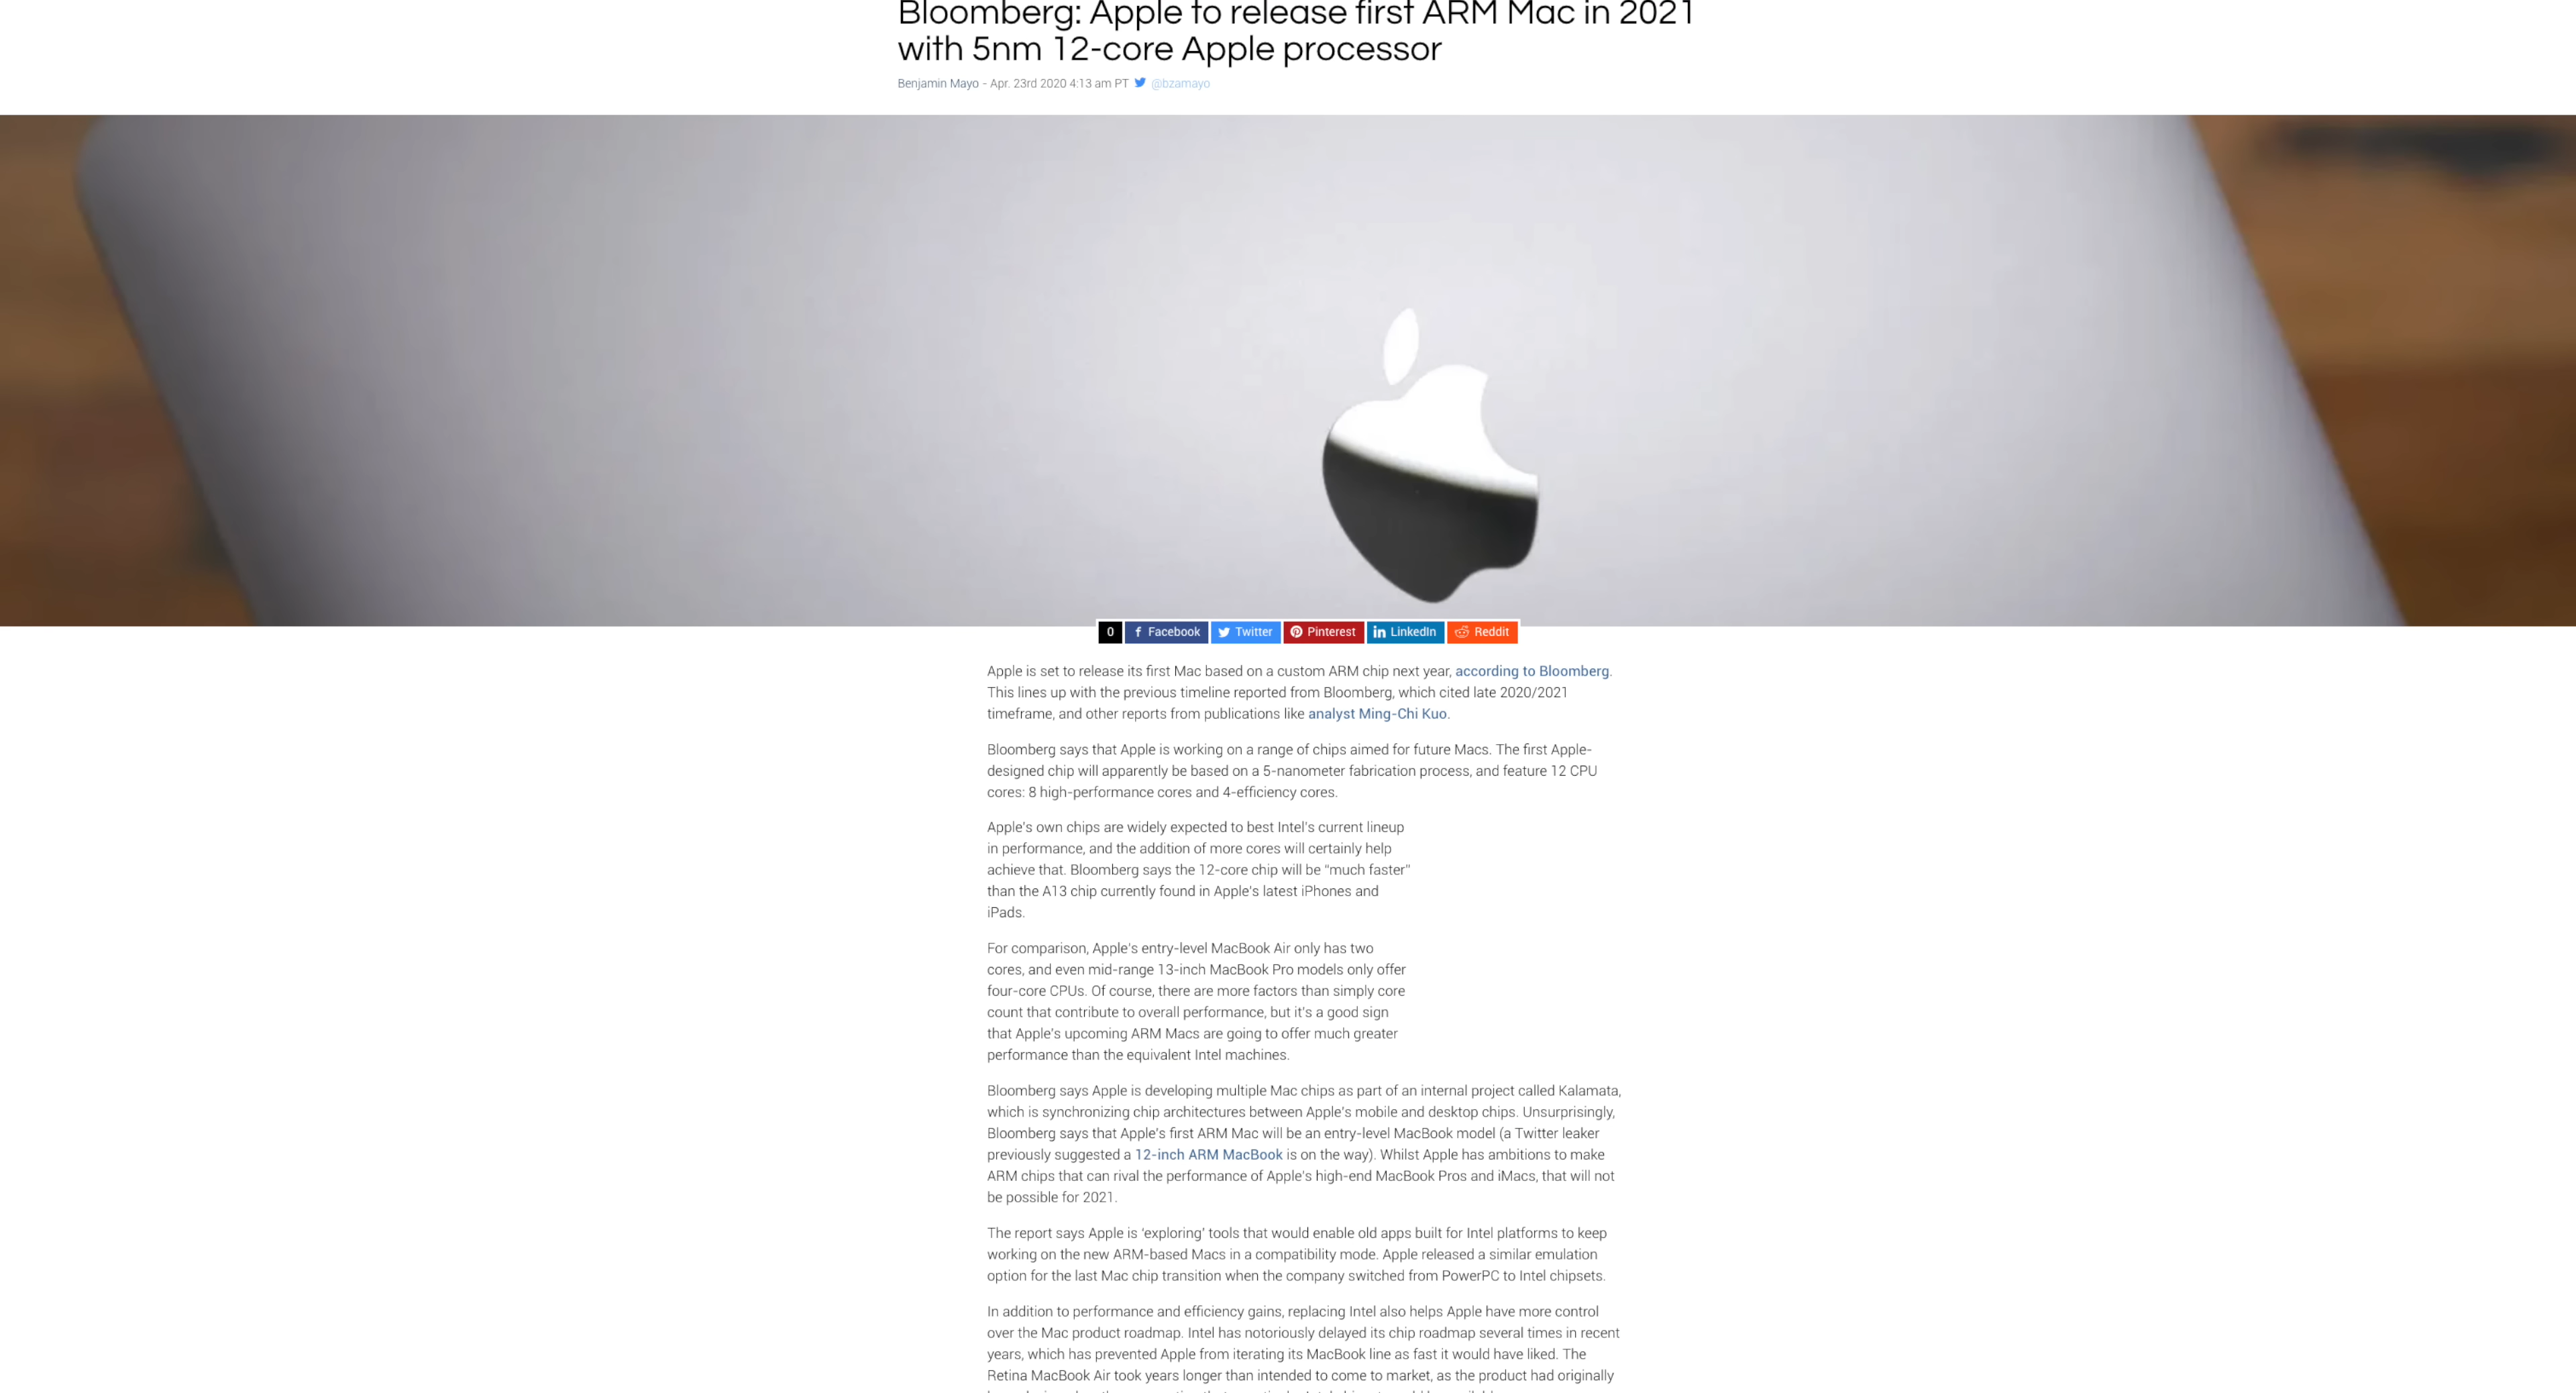 Bloomberg: Apple to release first ARM Mac in 2021
with 5nm 12-core Apple processor
Benjamin Mayo - Apr. 23rd 2020 4:13 am PT @bzamayo
0 Facebook Twitter Pinterest LinkedIn Reddit
Apple is set to release its first Mac based on a custom ARM chip next year, according to Bloomberg.
This lines up with the previous timeline reported from Bloomberg, which cited late 2020/2021
timeframe, and other reports from publications like analyst Ming-Chi Kuo.
Bloomberg says that Apple is working on a range of chips aimed for future Macs. The first Apple-
designed chip will apparently be based on a 5-nanometer fabrication process, and feature 12 CPU
cores: 8 high-performance cores and 4-efficiency cores.
Apple's own chips are widely expected to best Intel's current lineup
in performance, and the addition of more cores will certainly help
achieve that. Bloomberg says the 12-core chip will be "much faster"
than the A13 chip currently found in Apple's latest iPhones and
iPads.
For comparison, Apple's entry-level MacBook Air only has two
cores, and even mid-range 13-inch MacBook Pro models only offer
four-core CPUs. Of course, there are more factors than simply core
count that contribute to overall performance, but it's a good sign
that Apple's upcoming ARM Macs are going to offer much greater
performance than the equivalent Intel machines.
Bloomberg says Apple is developing multiple Mac chips as part of an internal project called Kalamata,
which is synchronizing chip architectures between Apple's mobile and desktop chips. Unsurprisingly,
Bloomberg says that Apple's first ARM Mac will be an entry-level MacBook model (a Twitter leaker
previously suggested a 12-inch ARM MacBook is on the way). Whilst Apple has ambitions to make
ARM chips that can rival the performance of Apple's high-end MacBook Pros and iMacs, that will not
be possible for 2021.
The report says Apple is 'exploring' tools that would enable old apps built for Intel platforms to keep
working on the new ARM-based Macs in a compatibility mode. Apple released a similar emulation
option for the last Mac chip transition when the company switched from PowerPC to Intel chipsets.
In addition to performance and efficiency gains, replacing Intel also helps Apple have more control
over the Mac product roadmap. Intel has notoriously delayed its chip roadmap several times in recent
years, which has prevented Apple from iterating its MacBook line as fast it would have liked. The
Retina MacBook Air took years longer than intended to come to market, as the product had originally